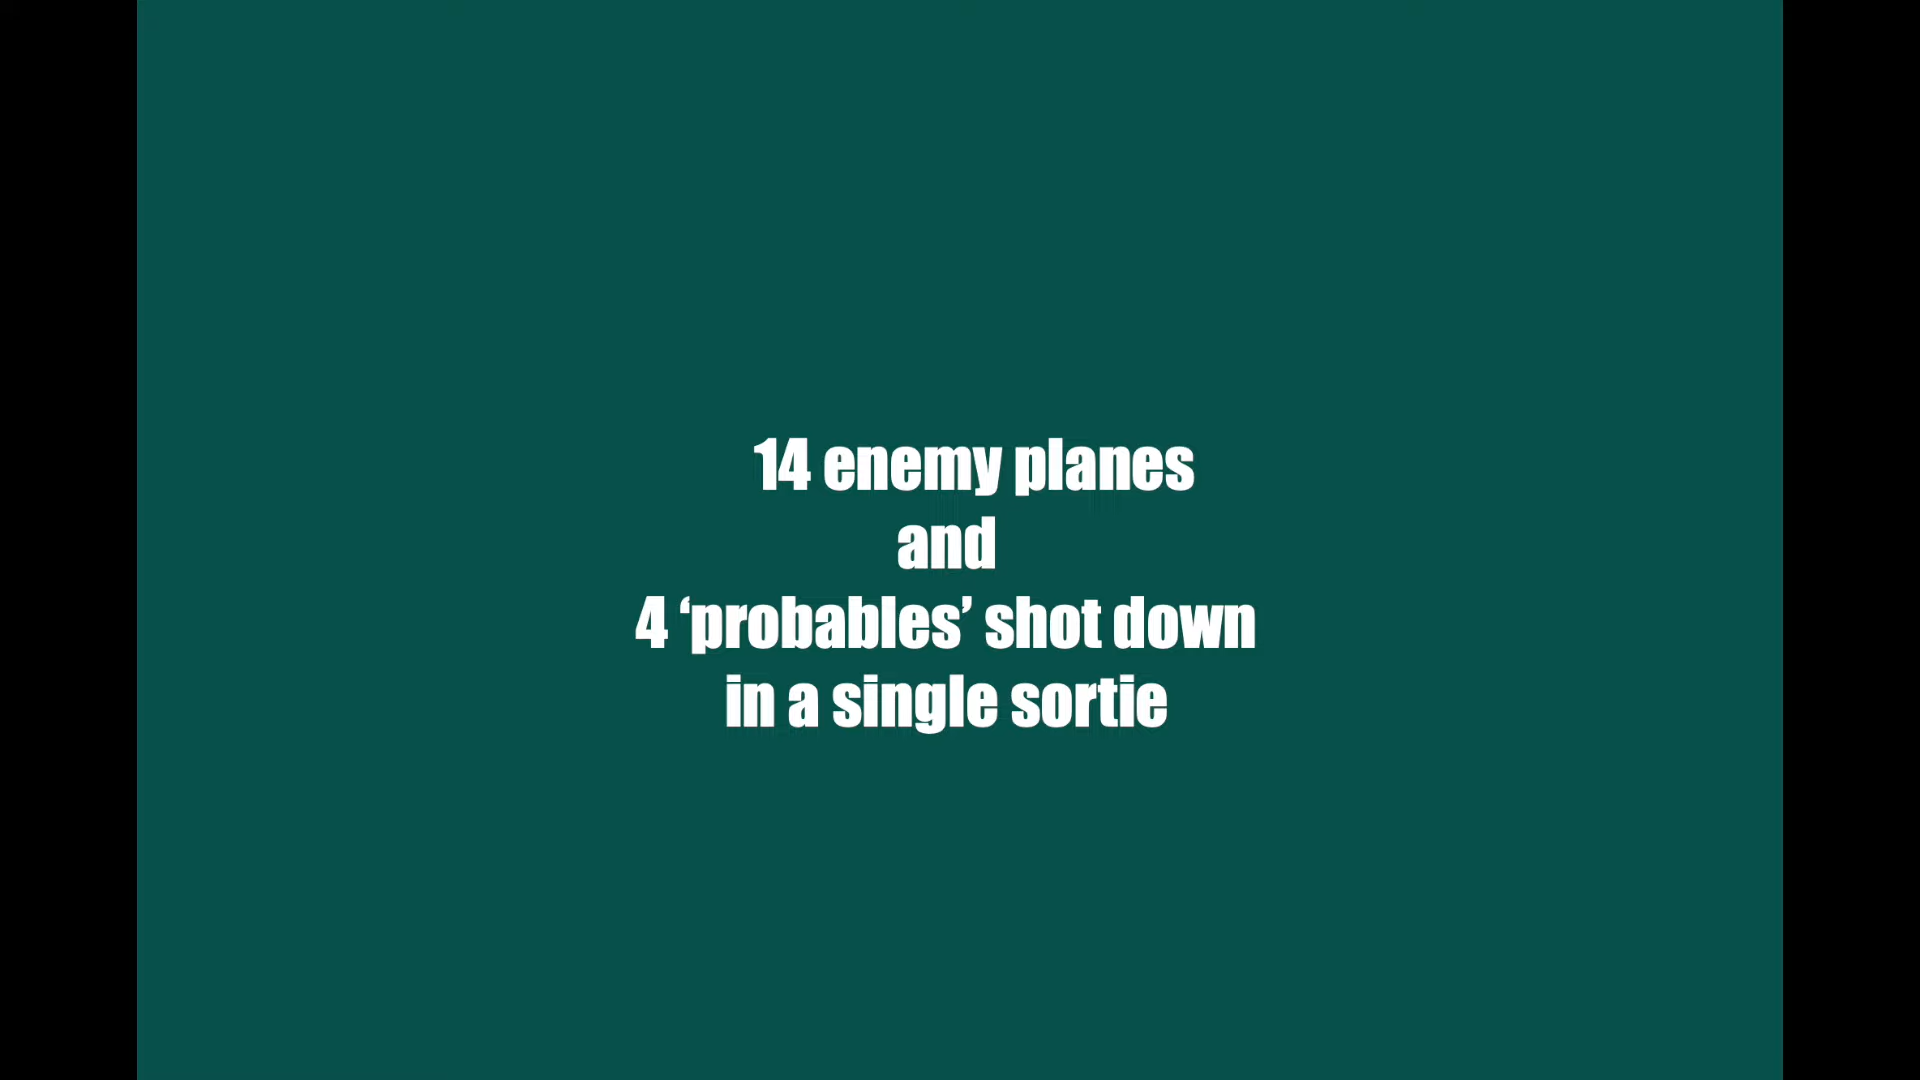 14 enemy planes
and
4 ‘probables’ shot down
in a single sortie